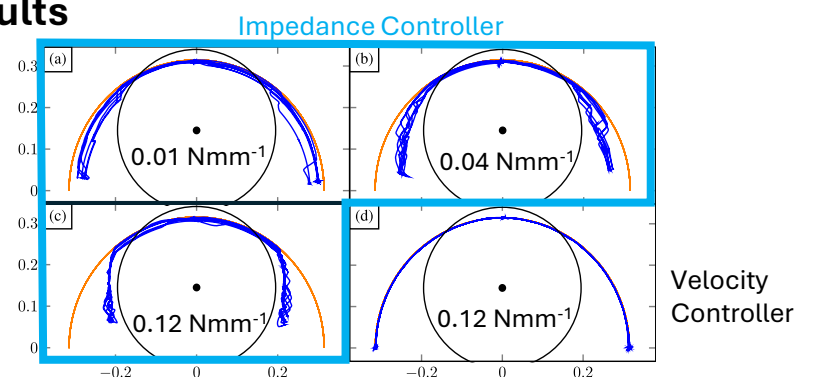 ults
Impedance Controller
(a)
(b)
0.3
0.2
0.1
0
0.01 Nmm⁻¹
0.04 Nmm⁻¹
(c)
(d)
0.3
0.2
0.1
0
0.12 Nmm⁻¹
0.12 Nmm⁻¹
Velocity
Controller
−0.2
0
0.2
−0.2
0
0.2